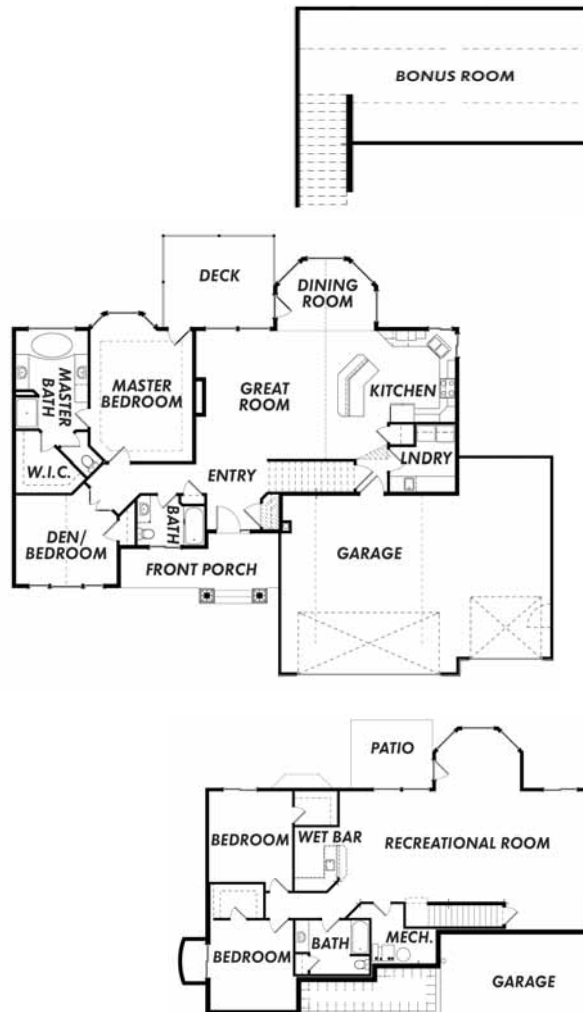 BONUS ROOM
DECK
DINING
ROOM
MASTER
BATH
MASTER
BEDROOM
GREAT
ROOM
KITCHEN
W.I.C.
LNDRY
ENTRY
DEN/
BEDROOM
BATH
FRONT PORCH
GARAGE
PATIO
BEDROOM
WET BAR
RECREATIONAL ROOM
BEDROOM
BATH
MECH.
GARAGE